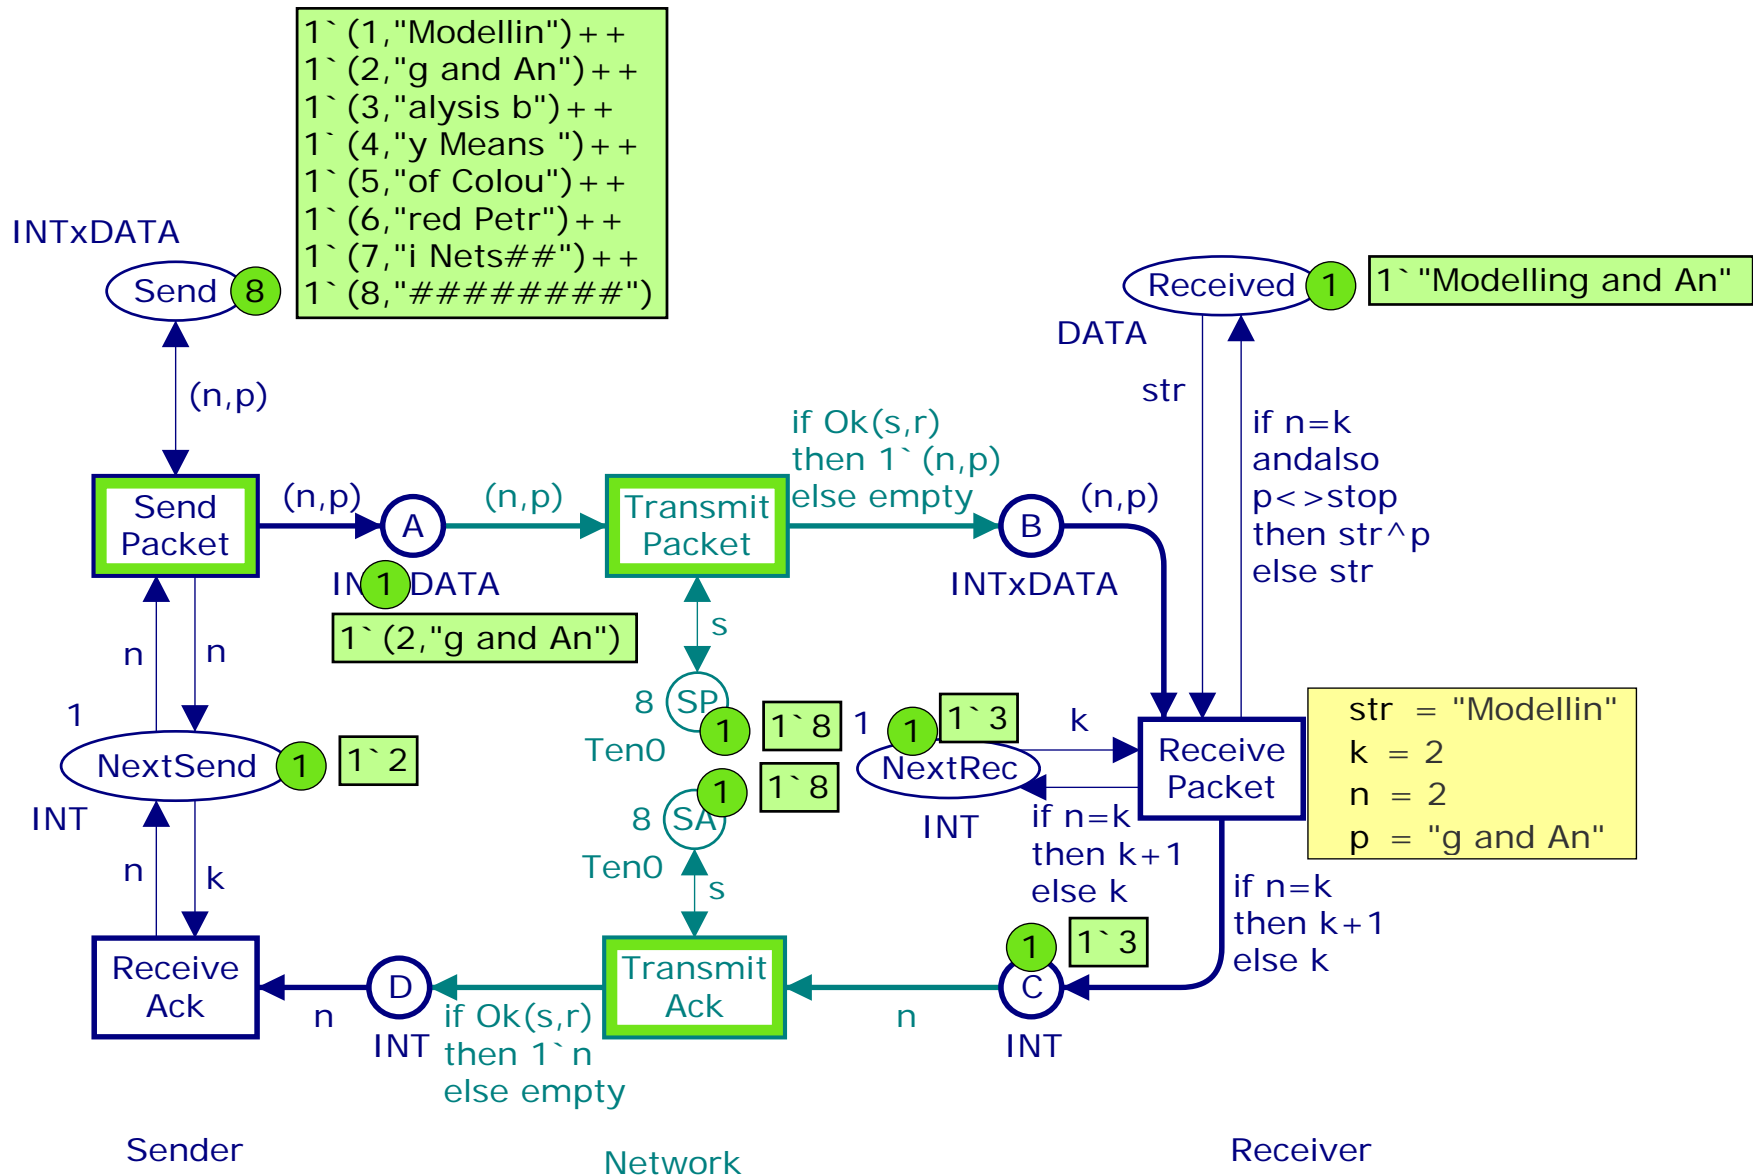 1`(1,"Modellin")++
1`(2,"g and An")++
1`(3,"alysis b")++
1`(4,"y Means ")++
1`(5,"of Colou")++
1`(6,"red Petr")++
1`(7,"i Nets##")++
1`(8,"########")
INTxDATA
Send
8
Received
1
1`"Modelling and An"
DATA
(n,p)
str
if n=k
andalso
p<>stop
then str^p
else str
if Ok(s,r)
then 1`(n,p)
else empty
Send
Packet
(n,p)
A
(n,p)
Transmit
Packet
B
(n,p)
1
DATA
1`(2,"g and An")
INTxDATA
n
n
s
1
NextSend
1
1`2
INT
8
SP
1
1`8
Ten0
8
SA
1
1`8
Ten0
s
1
1
1`3
NextRec
INT
k
if n=k
then k+1
else k
Receive
Packet
str = "Modellin"
k = 2
n = 2
p = "g and An"
if n=k
then k+1
else k
n
k
Receive
Ack
n
D
INT
if Ok(s,r)
then 1`n
else empty
Transmit
Ack
n
1
1`3
C
INT
Sender
Network
Receiver